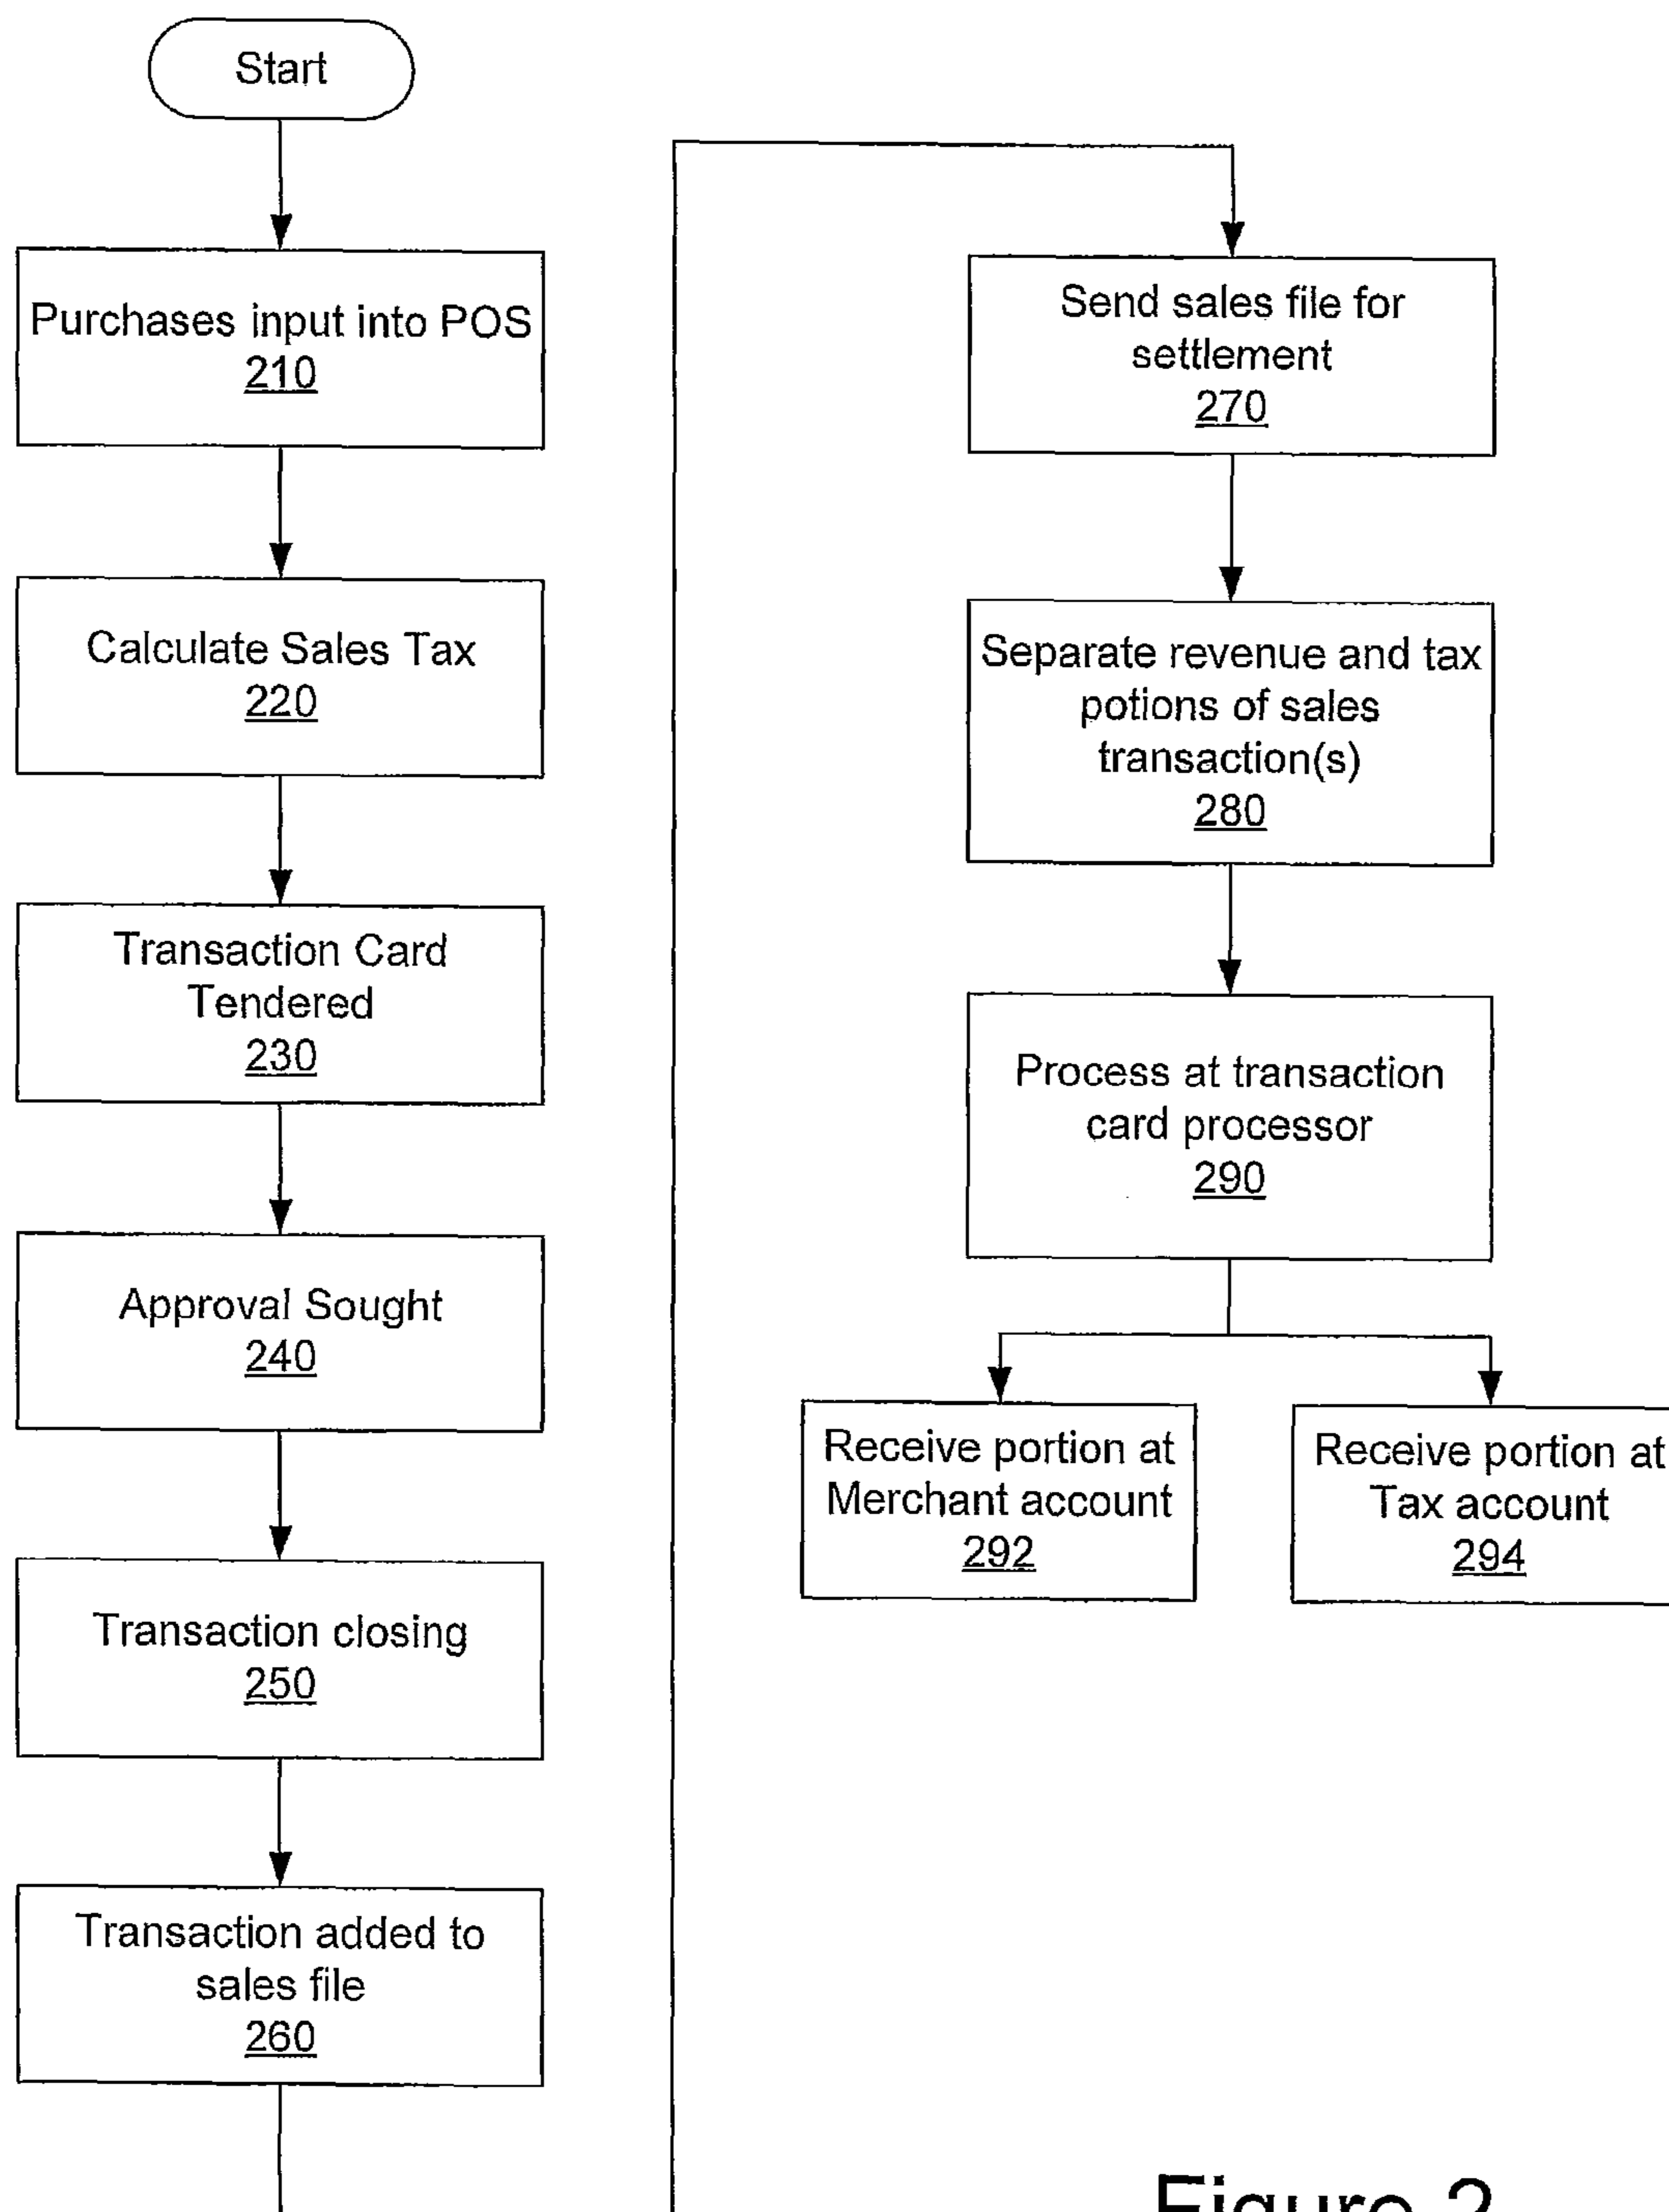 Start
Purchases input into POS
210
Calculate Sales Tax
220
Transaction Card
Tendered
230
Approval Sought
240
Transaction closing
250
Transaction added to
sales file
260
Send sales file for
settlement
270
Separate revenue and tax
potions of sales
transaction(s)
280
Process at transaction
card processor
290
Receive portion at
Merchant account
292
Receive portion at
Tax account
294
Figure 2